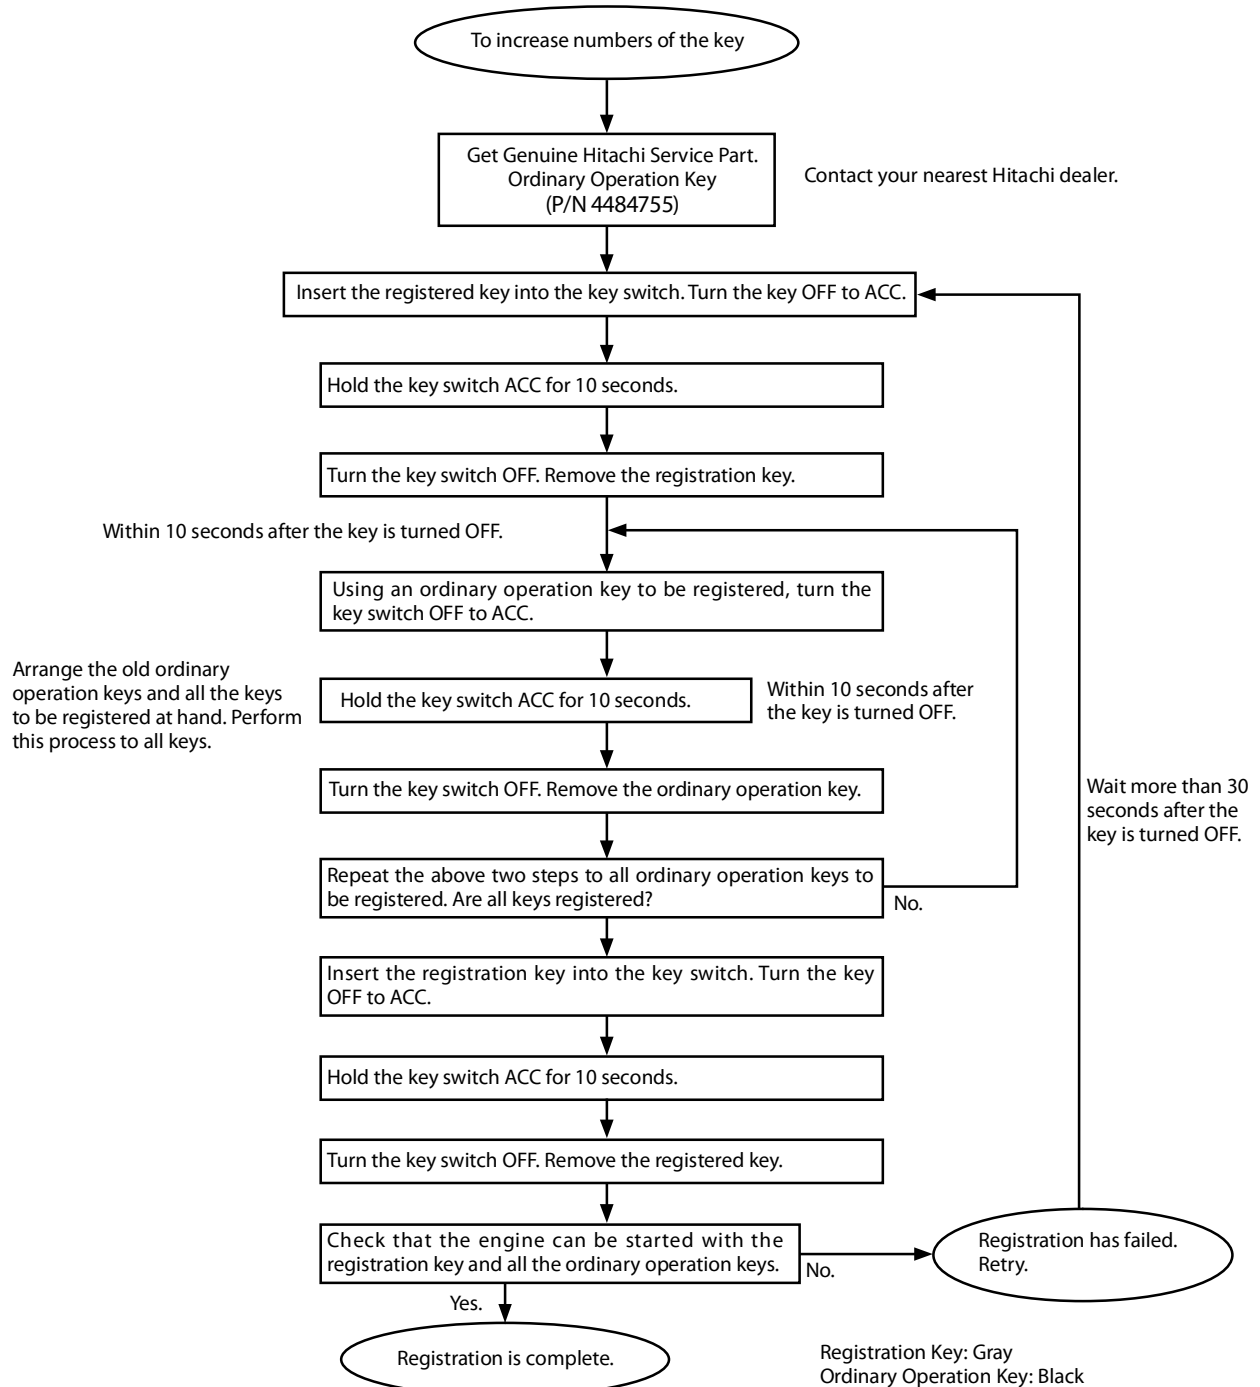 To increase numbers of the key
Get Genuine Hitachi Service Part.
Ordinary Operation Key
(P/N 4484755)
Contact your nearest Hitachi dealer.
Insert the registered key into the key switch. Turn the key OFF to ACC.
Hold the key switch ACC for 10 seconds.
Turn the key switch OFF. Remove the registration key.
Within 10 seconds after the key is turned OFF.
Using an ordinary operation key to be registered, turn the
key switch OFF to ACC.
Arrange the old ordinary
operation keys and all the keys
to be registered at hand. Perform
this process to all keys.
Hold the key switch ACC for 10 seconds.
Within 10 seconds after
the key is turned OFF.
Turn the key switch OFF. Remove the ordinary operation key.
Wait more than 30
seconds after the
key is turned OFF.
Repeat the above two steps to all ordinary operation keys to
be registered. Are all keys registered?
No.
Insert the registration key into the key switch. Turn the key
OFF to ACC.
Hold the key switch ACC for 10 seconds.
Turn the key switch OFF. Remove the registered key.
Check that the engine can be started with the
registration key and all the ordinary operation keys.
No.
Registration has failed.
Retry.
Yes.
Registration is complete.
Registration Key: Gray
Ordinary Operation Key: Black